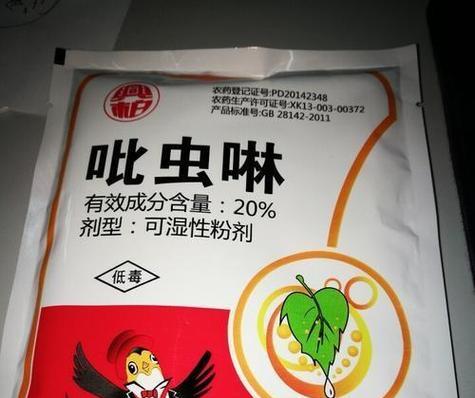 农药登记证号:PD20142348
农药生产许可证号:XK13-003-00372
产品标准号:GB 28142-2011
吡虫啉
有效成分含量：20%
剂型：可湿性粉剂
低毒